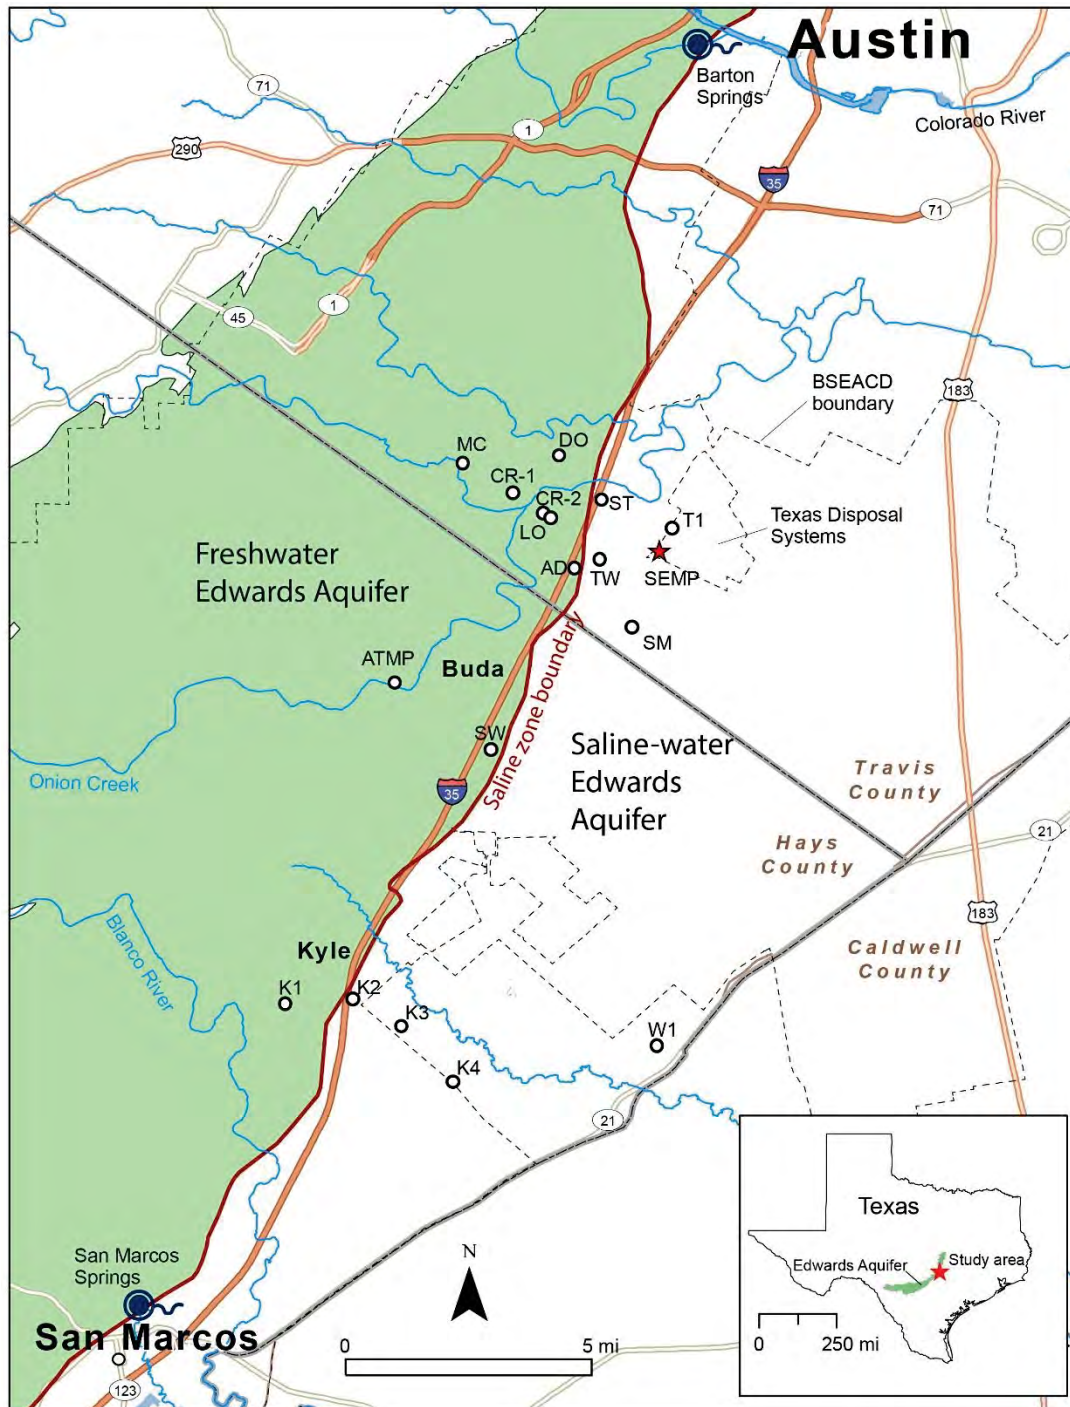 Austin
Barton
Springs
Colorado River
71
290
1
35
71
45
1
183
BSEACD
boundary
MC
DO
CR-1
CR-2
LO
ST
T1
Texas Disposal
Systems
Freshwater
Edwards Aquifer
AD
TW
SEMP
SM
ATMP
Buda
Saline zone boundary
SW
Saline-water
Edwards
Aquifer
Onion Creek
35
Travis
County
Hays
County
21
183
Caldwell
County
Blanco
River
Kyle
K1
K2
K3
K4
W1
21
San Marcos
Springs
San Marcos
123
N
0
5 mi
Texas
Edwards Aquifer
Study area
0
250 mi